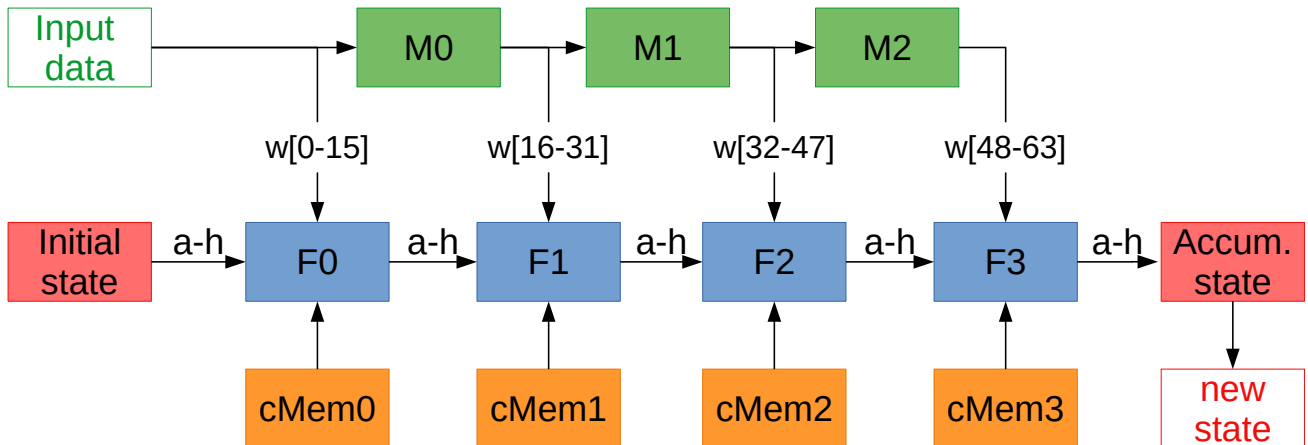 Input
data
M0
M1
M2
w[0-15]
w[16-31]
w[32-47]
w[48-63]
Initial
state
a-h
F0
a-h
F1
a-h
F2
a-h
F3
a-h
Accum.
state
cMem0
cMem1
cMem2
cMem3
new
state